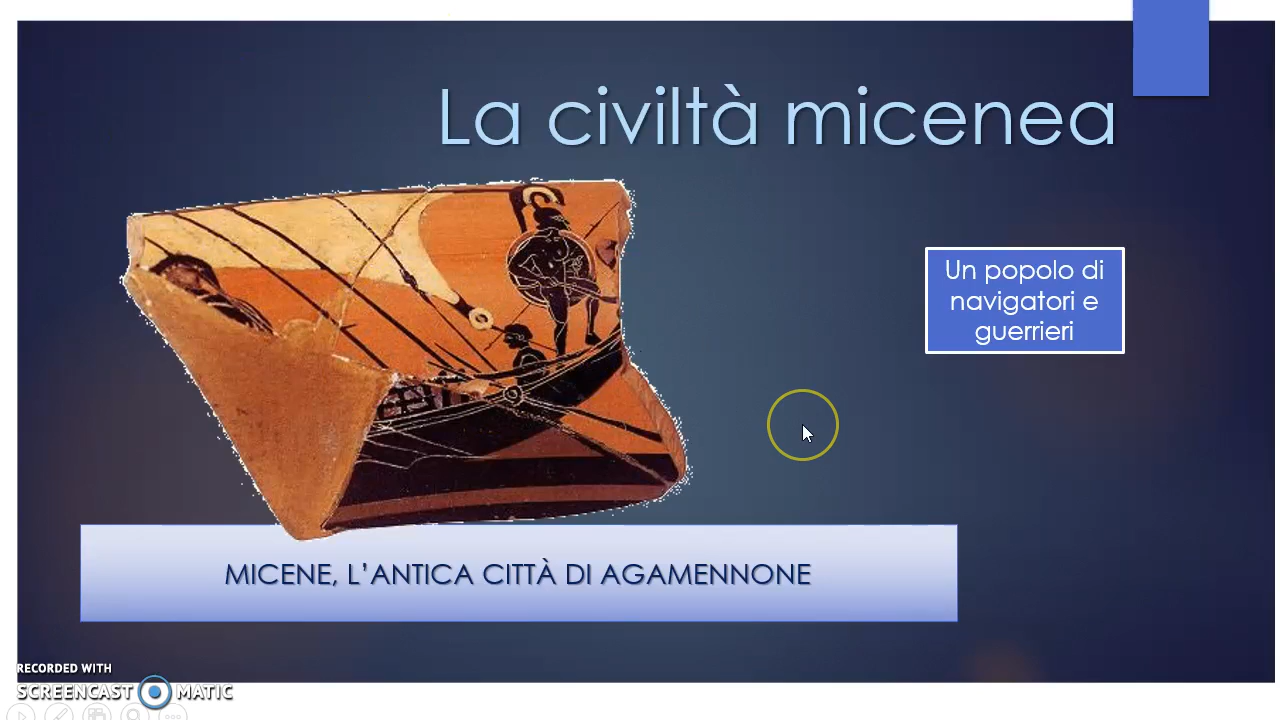 La civiltà micenea
Un popolo di
navigatori e
guerrieri
MICENE, L'ANTICA CITTÀ DI AGAMENNONE
RECORDED WITH
SCREENCAST MATIC